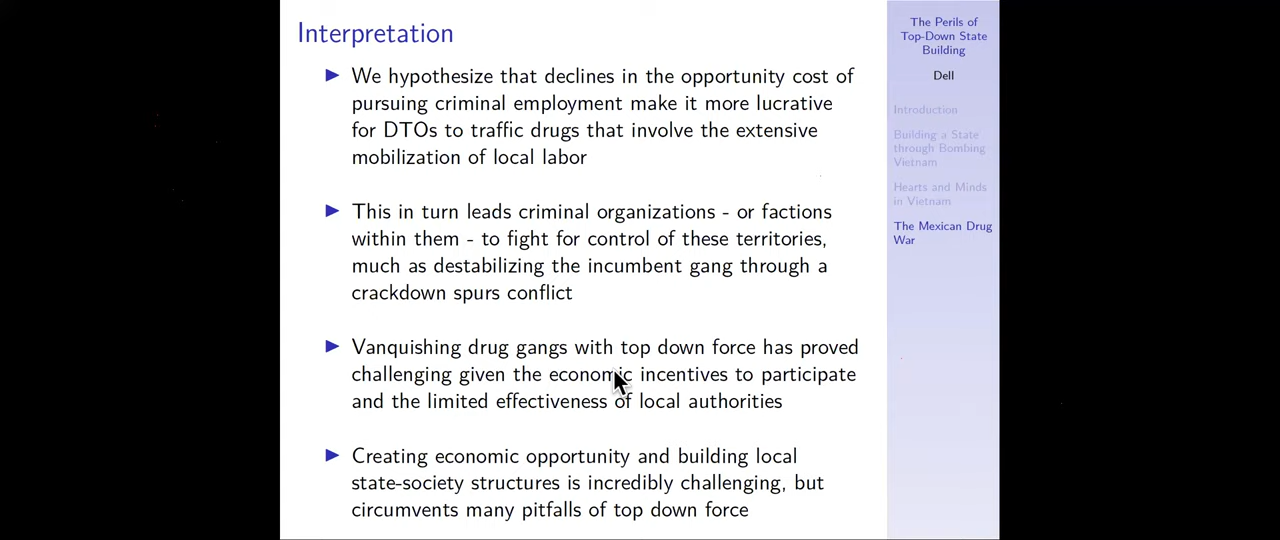 Interpretation
We hypothesize that declines in the opportunity cost of
pursuing criminal employment make it more lucrative
for DTOs to traffic drugs that involve the extensive
mobilization of local labor
This in turn leads criminal organizations - or factions
within them - to fight for control of these territories,
much as destabilizing the incumbent gang through a
crackdown spurs conflict
Vanquishing drug gangs with top down force has proved
challenging given the economic incentives to participate
and the limited effectiveness of local authorities
Creating economic opportunity and building local
state-society structures is incredibly challenging, but
circumvents many pitfalls of top down force
The Perils of
Top-Down State
Building
Dell
Introduction
Building a State
through Bombing
Vietnam
Hearts and Minds
in Vietnam
The Mexican Drug
War